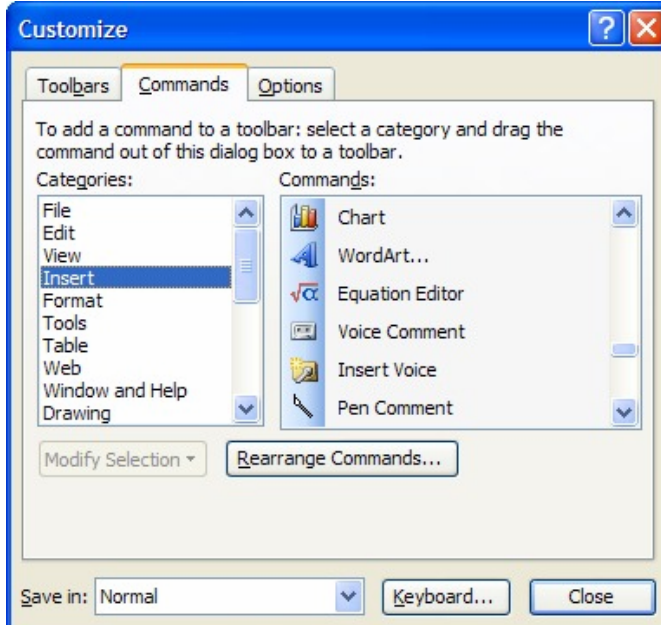 Customize
Toolbars Commands Options
To add a command to a toolbar: select a category and drag the
command out of this dialog box to a toolbar.
Categories:
File
Edit
View
Insert
Format
Tools
Table
Web
Window and Help
Drawing
Commands:
Chart
WordArt...
Equation Editor
Voice Comment
Insert Voice
Pen Comment
Modify Selection
Rearrange Commands...
Save in: Normal
Keyboard...
Close